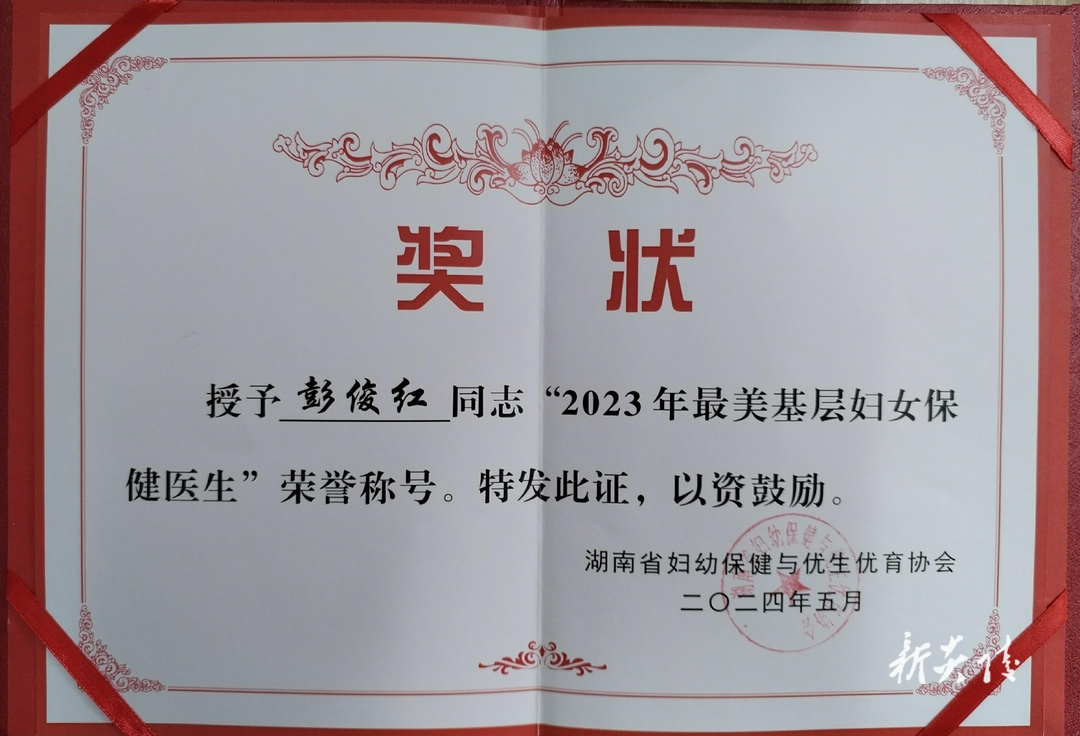 奖 状
授予 彭俊红 同志“2023年最美基层妇女保
健医生”荣誉称号。特发此证，以资鼓励。
湖南省妇幼保健与优生优育协会
二〇二四年五月